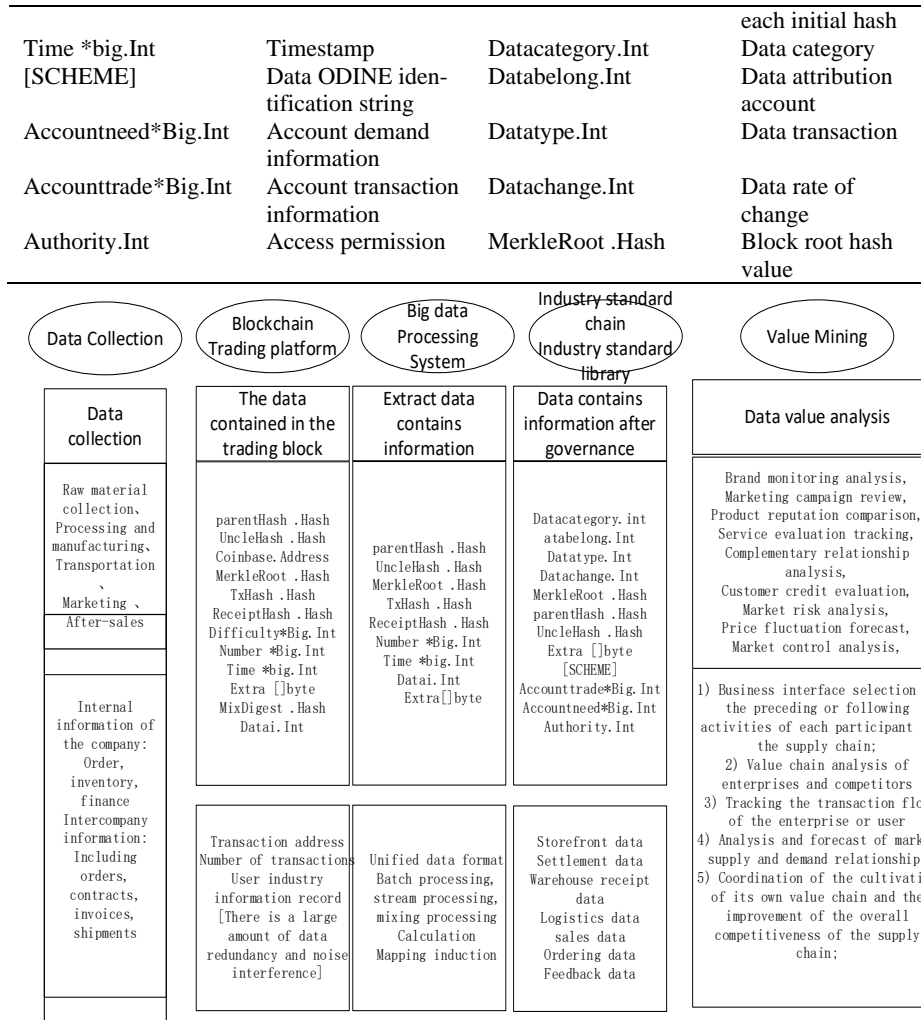 each initial hash
Time *big.Int Timestamp Datacategory.Int Data category
[SCHEME] Data ODINE iden- Databelong.Int Data attribution
tification string account
Accountneed*Big.Int Account demand Datatype.Int Data transaction
information
Accounttrade*Big.Int Account transaction Datachange.Int Data rate of
information change
Authority.Int Access permission MerkleRoot .Hash Block root hash
value
Data Collection
Blockchain
Trading platform
Big data
Processing
System
Industry standard
chain
Industry standard
library
Value Mining
Data
collection
The data
contained in the
trading block
Extract data
contains
information
Data contains
information after
governance
Data value analysis
Raw material
collection、
Processing and
manufacturing、
Transportation
、
Marketing 、
After-sales
parentHash .Hash
UncleHash .Hash
Coinbase.Address
MerkleRoot .Hash
TxHash .Hash
ReceiptHash .Hash
Difficulty*Big.Int
Number *Big.Int
Time *big.Int
Extra []byte
MixDigest .Hash
Datai.Int
parentHash .Hash
UncleHash .Hash
MerkleRoot .Hash
TxHash .Hash
ReceiptHash .Hash
Number *Big.Int
Time *big.Int
Datai.Int
Extra[]byte
Datacategory.int
atabelong.Int
Datatype.Int
Datachange.Int
MerkleRoot .Hash
parentHash .Hash
UncleHash .Hash
Extra []byte
[SCHEME]
Accounttrade*Big.Int
Accountneed*Big.Int
Authority.Int
Brand monitoring analysis,
Marketing campaign review,
Product reputation comparison,
Service evaluation tracking,
Complementary relationship
analysis,
Customer credit evaluation,
Market risk analysis,
Price fluctuation forecast,
Market control analysis,
Internal
information of
the company:
Order,
inventory,
finance
Intercompany
information:
Including
orders,
contracts,
invoices,
shipments
Transaction address
Number of transactions
User industry
information record
[There is a large
amount of data
redundancy and noise
interference]
Unified data format
Batch processing,
stream processing,
mixing processing
Calculation
Mapping induction
Storefront data
Settlement data
Warehouse receipt
data
Logistics data
sales data
Ordering data
Feedback data
1) Business interface selection
the preceding or following
activities of each participant
the supply chain;
2) Value chain analysis of
enterprises and competitors
3) Tracking the transaction flo
of the enterprise or user
4) Analysis and forecast of mark
supply and demand relationship
5) Coordination of the cultivati
of its own value chain and the
improvement of the overall
competitiveness of the supply
chain;